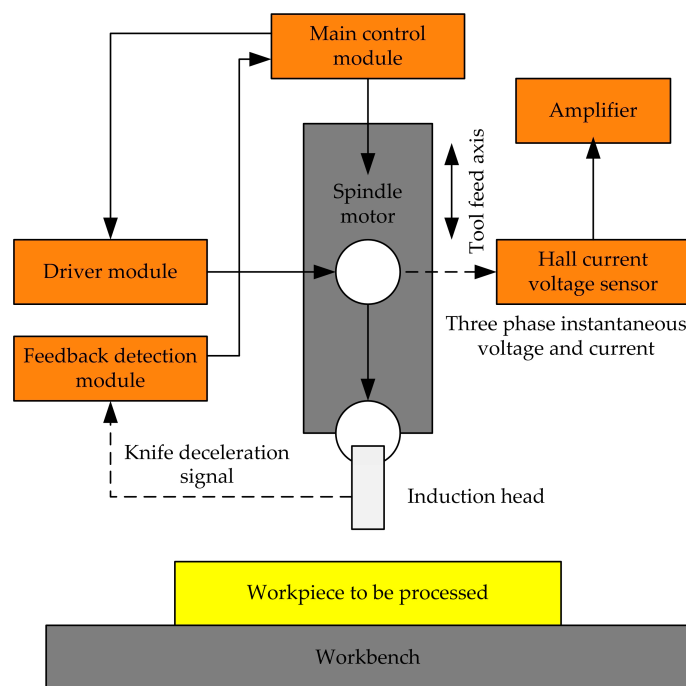 Main control
module
Amplifier
Tool feed axis
Spindle
motor
Driver module
Hall current
voltage sensor
Three phase instantaneous
voltage and current
Feedback detection
module
Knife deceleration
signal
Induction head
Workpiece to be processed
Workbench